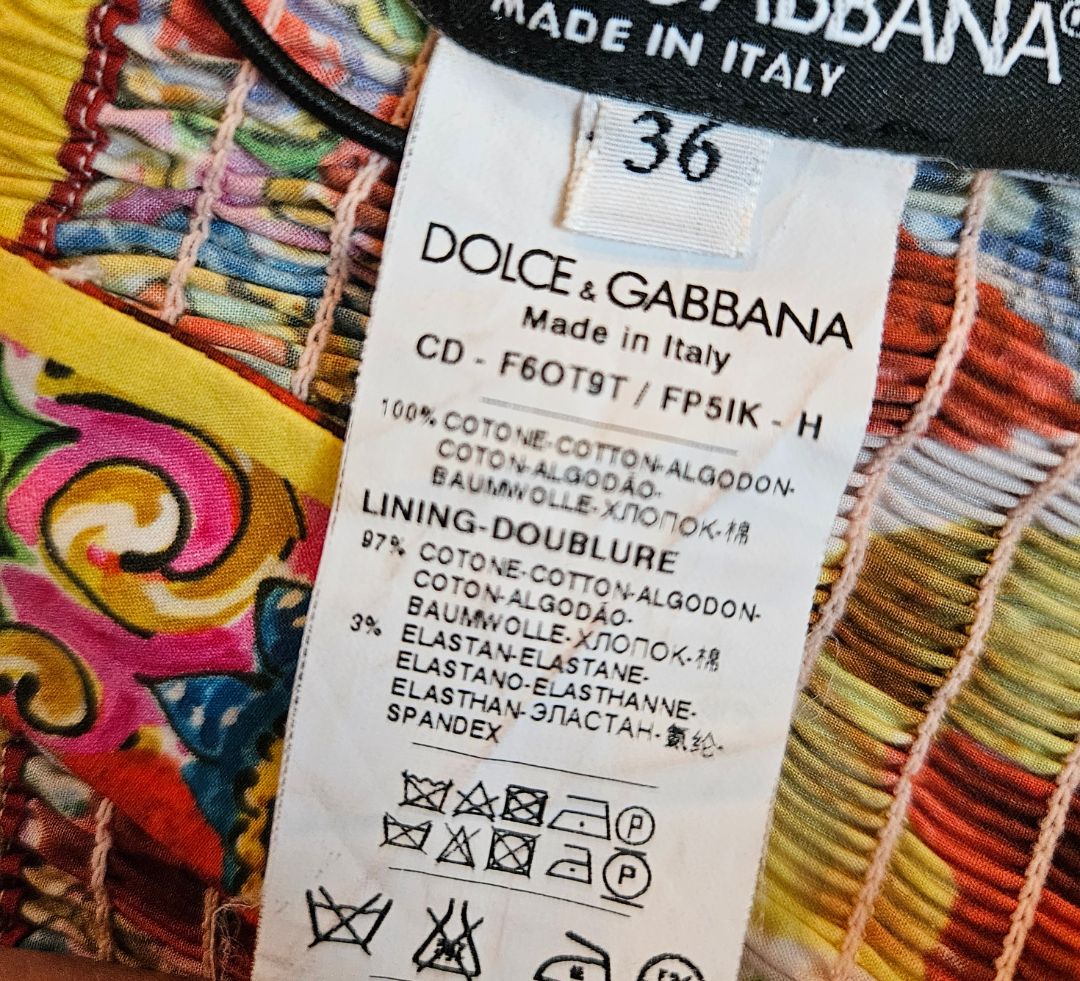 GABBANA®
MADE IN ITALY
36
DOLCE & GABBANA
Made in Italy
CD - F6OT9T / FP5IK - H
100% COTONE-COTTON-ALGODON-
COTON-ALGODÃO-
BAUMWOLLE-ХЛОПОК-棉
LINING-DOUBLURE
97% COTONE-COTTON-ALGODON-
COTON-ALGODÃO-
BAUMWOLLE-ХЛОПОК-棉
3% ELASTAN-ELASTANE-
ELASTANO-ELASTHANNE-
ELASTHAN-ЭЛАСТАН-氨纶-
SPANDEX
P
P